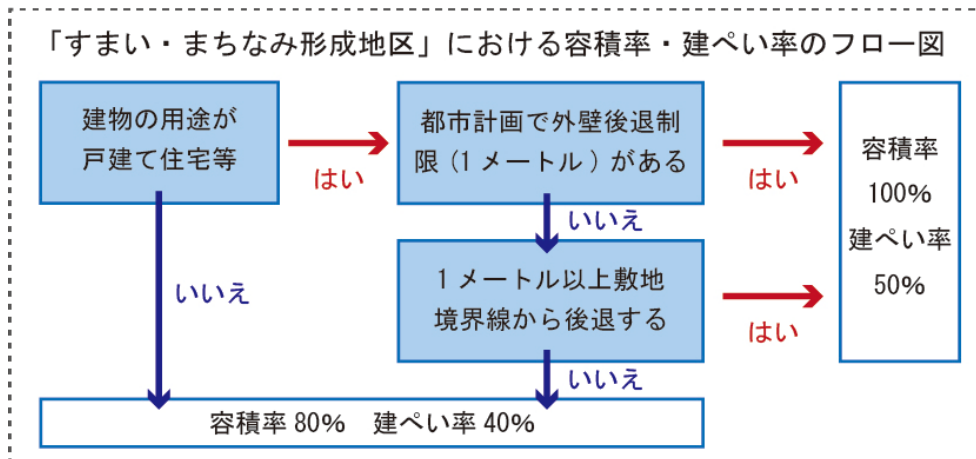 「すまい・まちなみ形成地区」における容積率・建ぺい率のフロー図
建物の用途が
戸建て住宅等
はい
都市計画で外壁後退制
限(1メートル)がある
はい
容積率
100%
建ぺい率
50%
いいえ
いいえ
1メートル以上敷地
境界線から後退する
はい
いいえ
容積率80% 建ぺい率40%